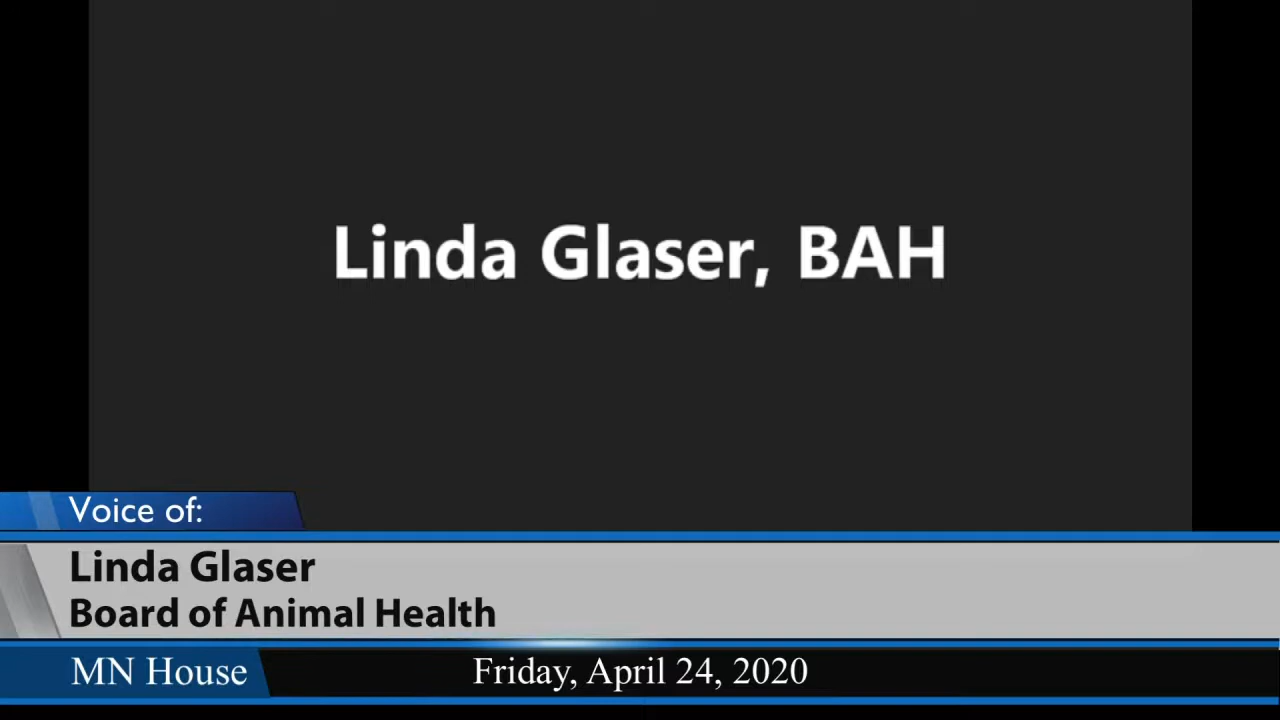 Linda Glaser, BAH
Voice of:
Linda Glaser
Board of Animal Health
MN House
Friday, April 24, 2020